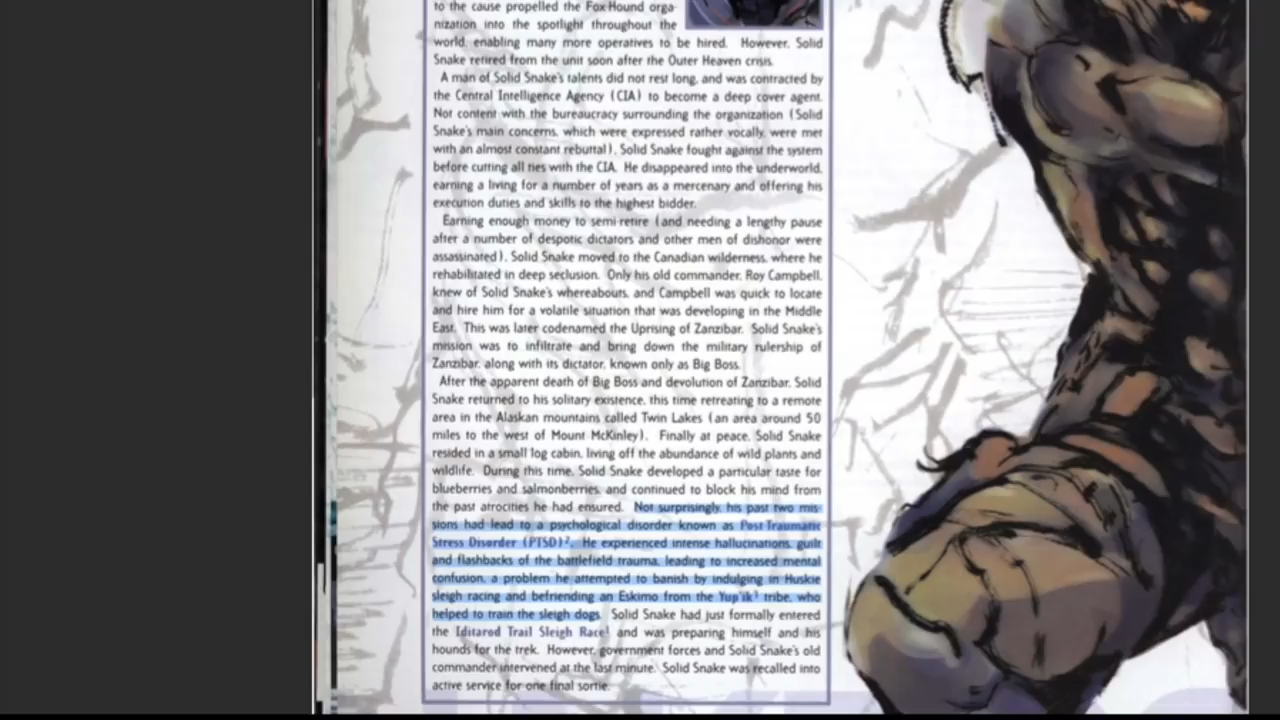 to the cause propelled the Fox Hound orga-
nization into the spotlight throughout the
world, enabling many more operatives to be hired. However, Solid
Snake retired from the unit soon after the Outer Heaven crisis.
A man of Solid Snake's talents did not rest long, and was contracted by
the Central Intelligence Agency (CIA) to become a deep cover agent.
Not content with the bureaucracy surrounding the organization (Solid
Snake's main concerns, which were expressed rather vocally, were met
with an almost constant rebuttal), Solid Snake fought against the system
before cutting all ties with the CIA. He disappeared into the underworld,
earning a living for a number of years as a mercenary and offering his
execution duties and skills to the highest bidder.
Earning enough money to semi-retire (and needing a lengthy pause
after a number of despotic dictators and other men of dishonor were
assassinated), Solid Snake moved to the Canadian wilderness, where he
rehabilitated in deep seclusion. Only his old commander, Roy Campbell,
knew of Solid Snake's whereabouts, and Campbell was quick to locate
and hire him for a volatile situation that was developing in the Middle
East. This was later codenamed the Uprising of Zanzibar. Solid Snake's
mission was to infiltrate and bring down the military rulership of
Zanzibar, along with its dictator, known only as Big Boss.
After the apparent death of Big Boss and devolution of Zanzibar, Solid
Snake returned to his solitary existence, this time retreating to a remote
area in the Alaskan mountains called Twin Lakes (an area around 50
miles to the west of Mount McKinley). Finally at peace, Solid Snake
resided in a small log cabin, living off the abundance of wild plants and
wildlife. During this time, Solid Snake developed a particular taste for
blueberries and salmonberries, and continued to block his mind from
the past atrocities he had ensured. Not surprisingly, his past two mis-
sions had lead to a psychological disorder known as Post Traumatic
Stress Disorder (PTSD)². He experienced intense hallucinations, guilt
and flashbacks of the battlefield trauma, leading to increased mental
confusion, a problem he attempted to banish by indulging in Huskie
sleigh racing and befriending an Eskimo from the Yup'ik³ tribe, who
helped to train the sleigh dogs. Solid Snake had just formally entered
the Iditarod Trail Sleigh Race⁴ and was preparing himself and his
hounds for the trek. However, government forces and Solid Snake's old
commander intervened at the last minute. Solid Snake was recalled into
active service for one final sortie.